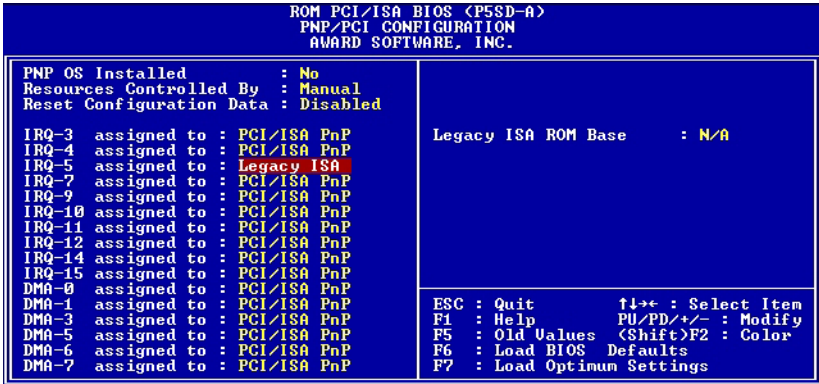 ROM PCI/ISA BIOS (P5SD-A)
PNP/PCI CONFIGURATION
AWARD SOFTWARE, INC.
PNP OS Installed : No
Resources Controlled By : Manual
Reset Configuration Data : Disabled
IRQ-3 assigned to : PCI/ISA PnP
IRQ-4 assigned to : PCI/ISA PnP
IRQ-5 assigned to : Legacy ISA
IRQ-7 assigned to : PCI/ISA PnP
IRQ-9 assigned to : PCI/ISA PnP
IRQ-10 assigned to : PCI/ISA PnP
IRQ-11 assigned to : PCI/ISA PnP
IRQ-12 assigned to : PCI/ISA PnP
IRQ-14 assigned to : PCI/ISA PnP
IRQ-15 assigned to : PCI/ISA PnP
DMA-0 assigned to : PCI/ISA PnP
DMA-1 assigned to : PCI/ISA PnP
DMA-3 assigned to : PCI/ISA PnP
DMA-5 assigned to : PCI/ISA PnP
DMA-6 assigned to : PCI/ISA PnP
DMA-7 assigned to : PCI/ISA PnP
Legacy ISA ROM Base : N/A
ESC : Quit ↑↓→← : Select Item
F1 : Help PU/PD/+/- : Modify
F5 : Old Values (Shift)F2 : Color
F6 : Load BIOS Defaults
F7 : Load Optimum Settings